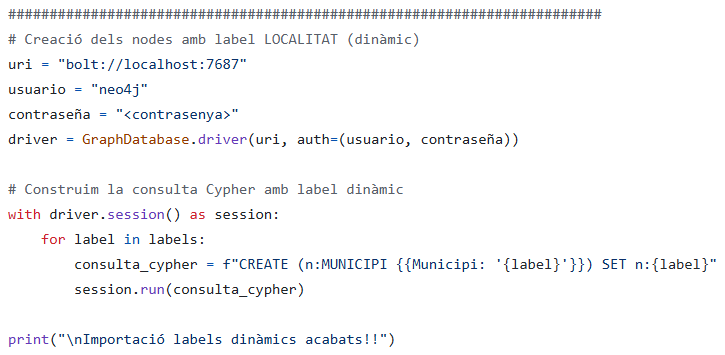 ########################################################################
# Creació dels nodes amb label LOCALITAT (dinàmic)
uri = "bolt://localhost:7687"
usuario = "neo4j"
contraseña = "<contrasenya>"
driver = GraphDatabase.driver(uri, auth=(usuario, contraseña))

# Construim la consulta Cypher amb label dinàmic
with driver.session() as session:
    for label in labels:
        consulta_cypher = f"CREATE (n:MUNICIPI {{Municipi: '{label}'}}) SET n:{label}"
        session.run(consulta_cypher)

print("\nImportació labels dinàmics acabats!!")